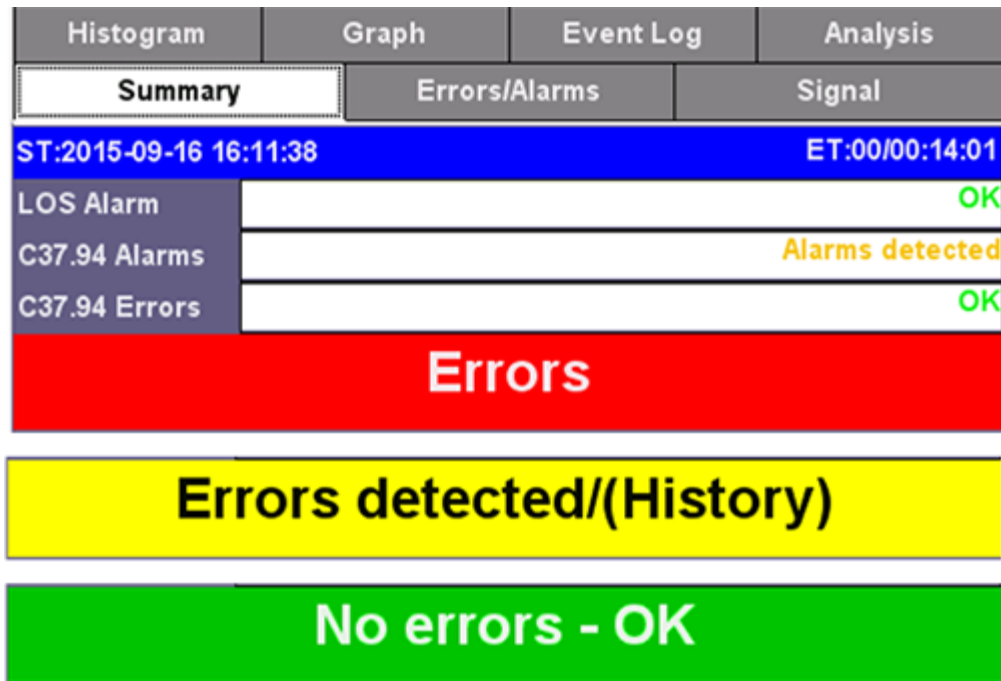 Histogram Graph Event Log Analysis
Summary Errors/Alarms Signal
ST:2015-09-16 16:11:38 ET:00/00:14:01
LOS Alarm OK
C37.94 Alarms Alarms detected
C37.94 Errors OK
Errors
Errors detected/(History)
No errors - OK